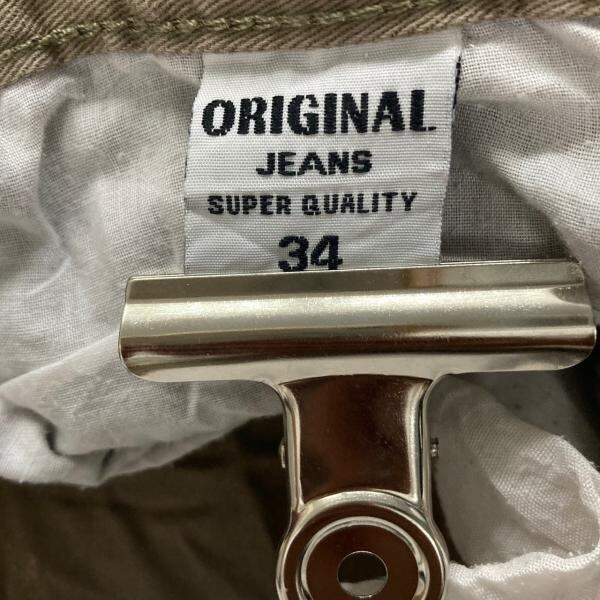 ORIGINAL
JEANS
SUPER QUALITY
34